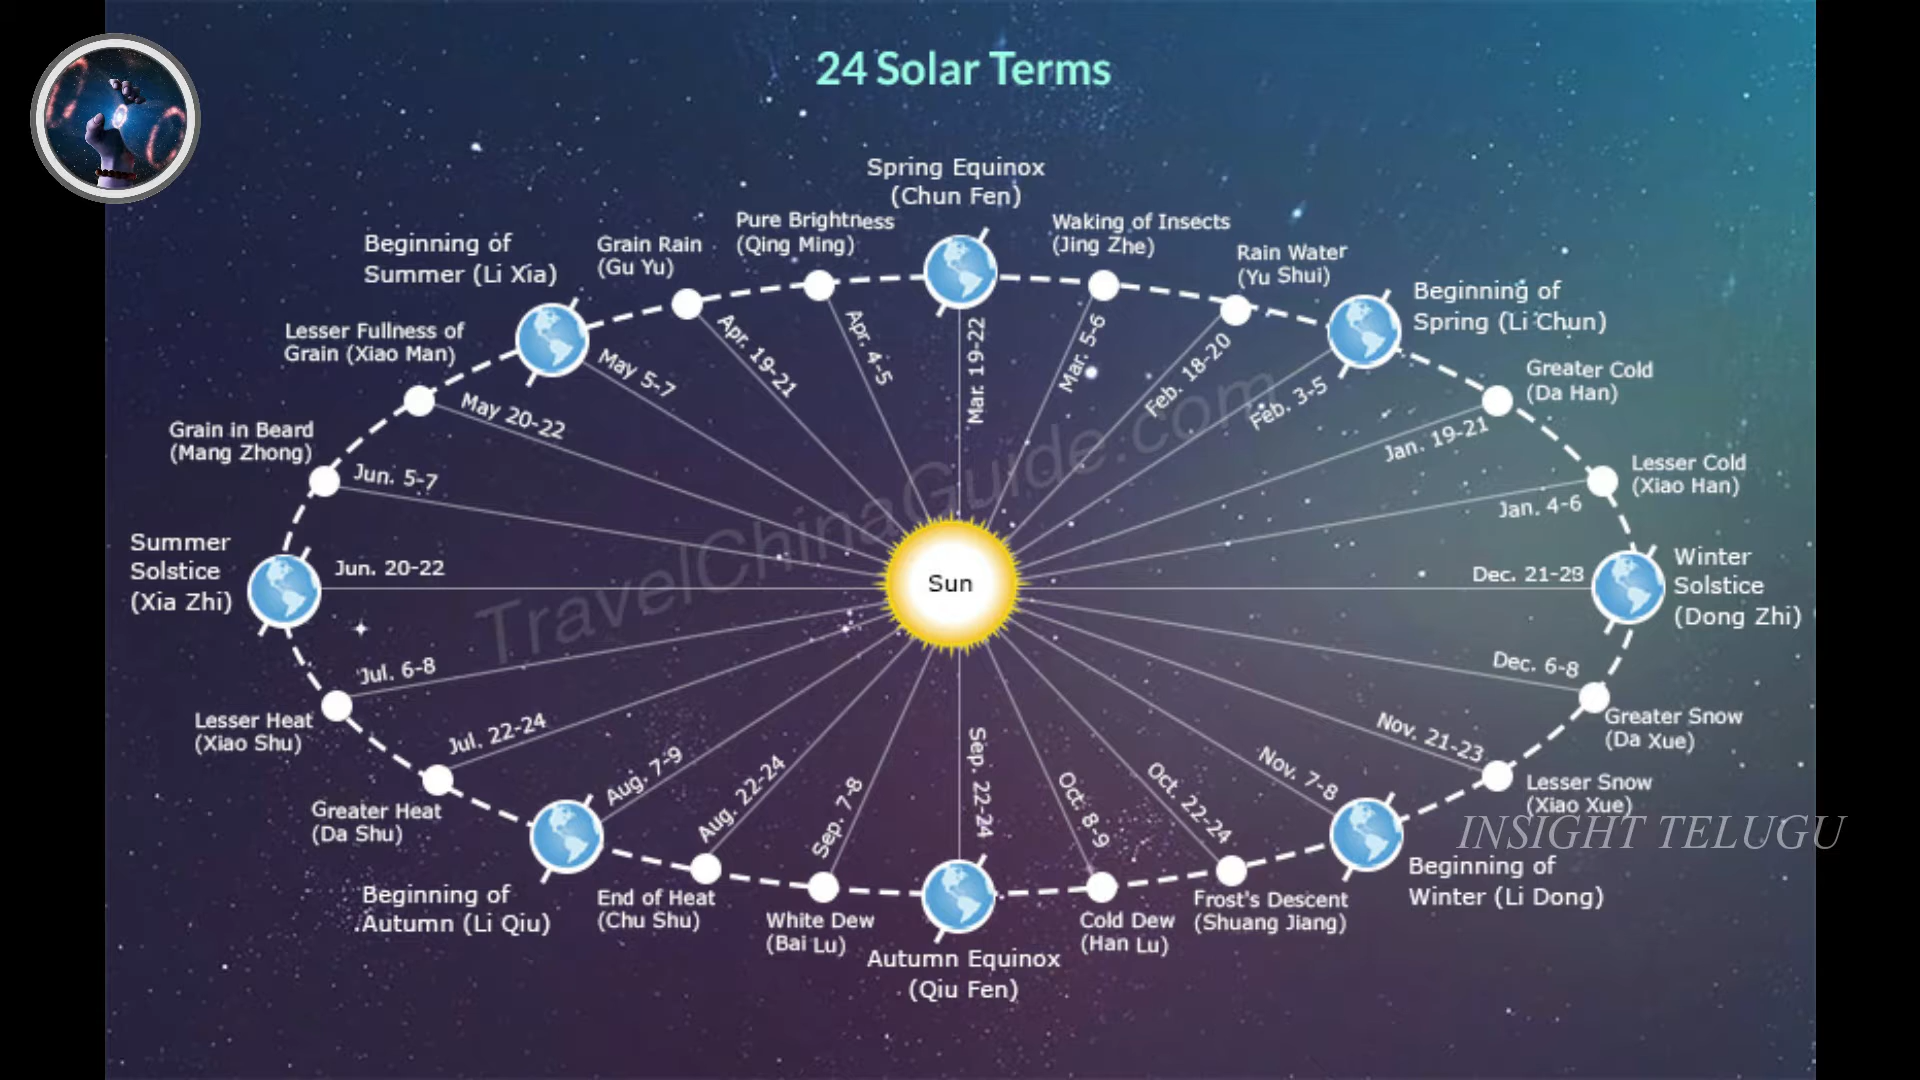 24 Solar Terms
Spring Equinox
(Chun Fen)
Pure Brightness
(Qing Ming)
Waking of Insects
(Jing Zhe)
Beginning of
Summer (Li Xia)
Grain Rain
(Gu Yu)
Rain Water
(Yu Shui)
Beginning of
Spring (Li Chun)
Lesser Fullness of
Grain (Xiao Man)
Greater Cold
(Da Han)
Grain in Beard
(Mang Zhong)
Lesser Cold
(Xiao Han)
May 20-22
May 5-7
Apr. 19-21
Apr. 4-5
Mar. 19-22
Mar. 5-6
Feb. 18-20
Feb. 3-5
Jan. 19-21
Jun. 5-7
Jan. 4-6
TravelChinaGuide.com
Summer
Solstice
(Xia Zhi)
Jun. 20-22
Sun
Dec. 21-23
Winter
Solstice
(Dong Zhi)
Jul. 6-8
Dec. 6-8
Lesser Heat
(Xiao Shu)
Jul. 22-24
Aug. 7-9
Aug. 22-24
Sep. 7-8
Sep. 22-24
Oct. 8-9
Oct. 22-24
Nov. 7-8
Nov. 21-23
Greater Snow
(Da Xue)
Greater Heat
(Da Shu)
Lesser Snow
(Xiao Xue)
INSIGHT TELUGU
Beginning of
Autumn (Li Qiu)
End of Heat
(Chu Shu)
White Dew
(Bai Lu)
Autumn Equinox
(Qiu Fen)
Cold Dew
(Han Lu)
Frost's Descent
(Shuang Jiang)
Beginning of
Winter (Li Dong)